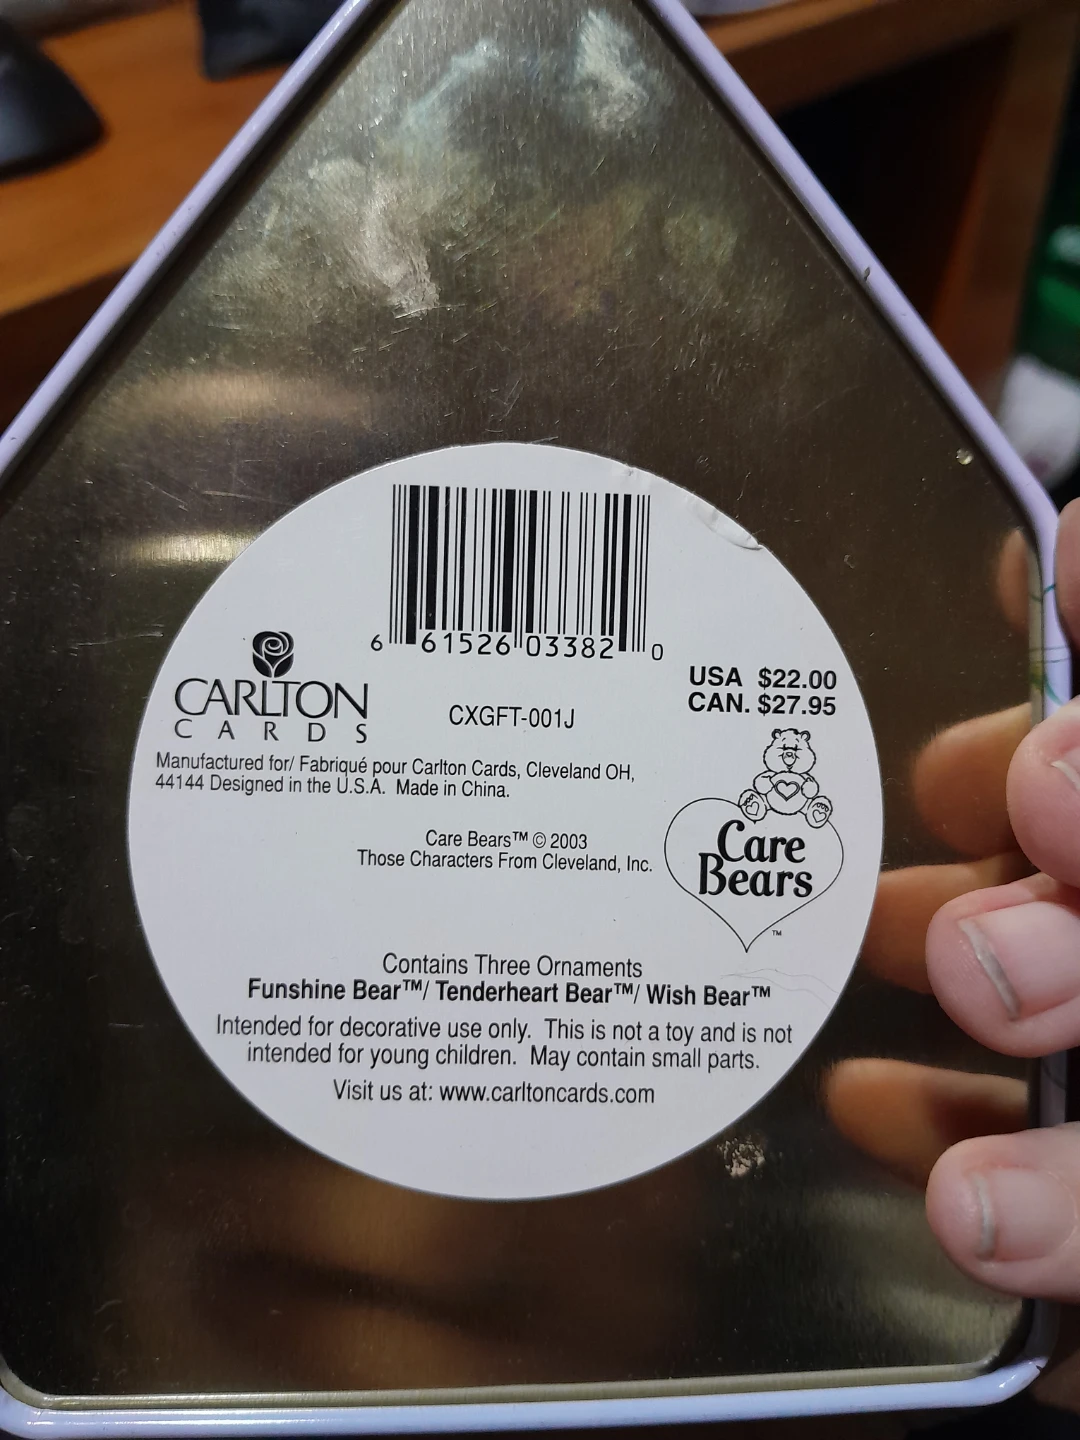 6 61526 03382 0
USA $22.00
CAN. $27.95
CARLTON
CARDS
CXGFT-001J
Manufactured for/ Fabriqué pour Carlton Cards, Cleveland OH,
44144 Designed in the U.S.A. Made in China.
Care Bears™ © 2003
Those Characters From Cleveland, Inc.
Care
Bears
™
Contains Three Ornaments
Funshine Bear™/ Tenderheart Bear™/ Wish Bear™
Intended for decorative use only. This is not a toy and is not
intended for young children. May contain small parts.
Visit us at: www.carltoncards.com